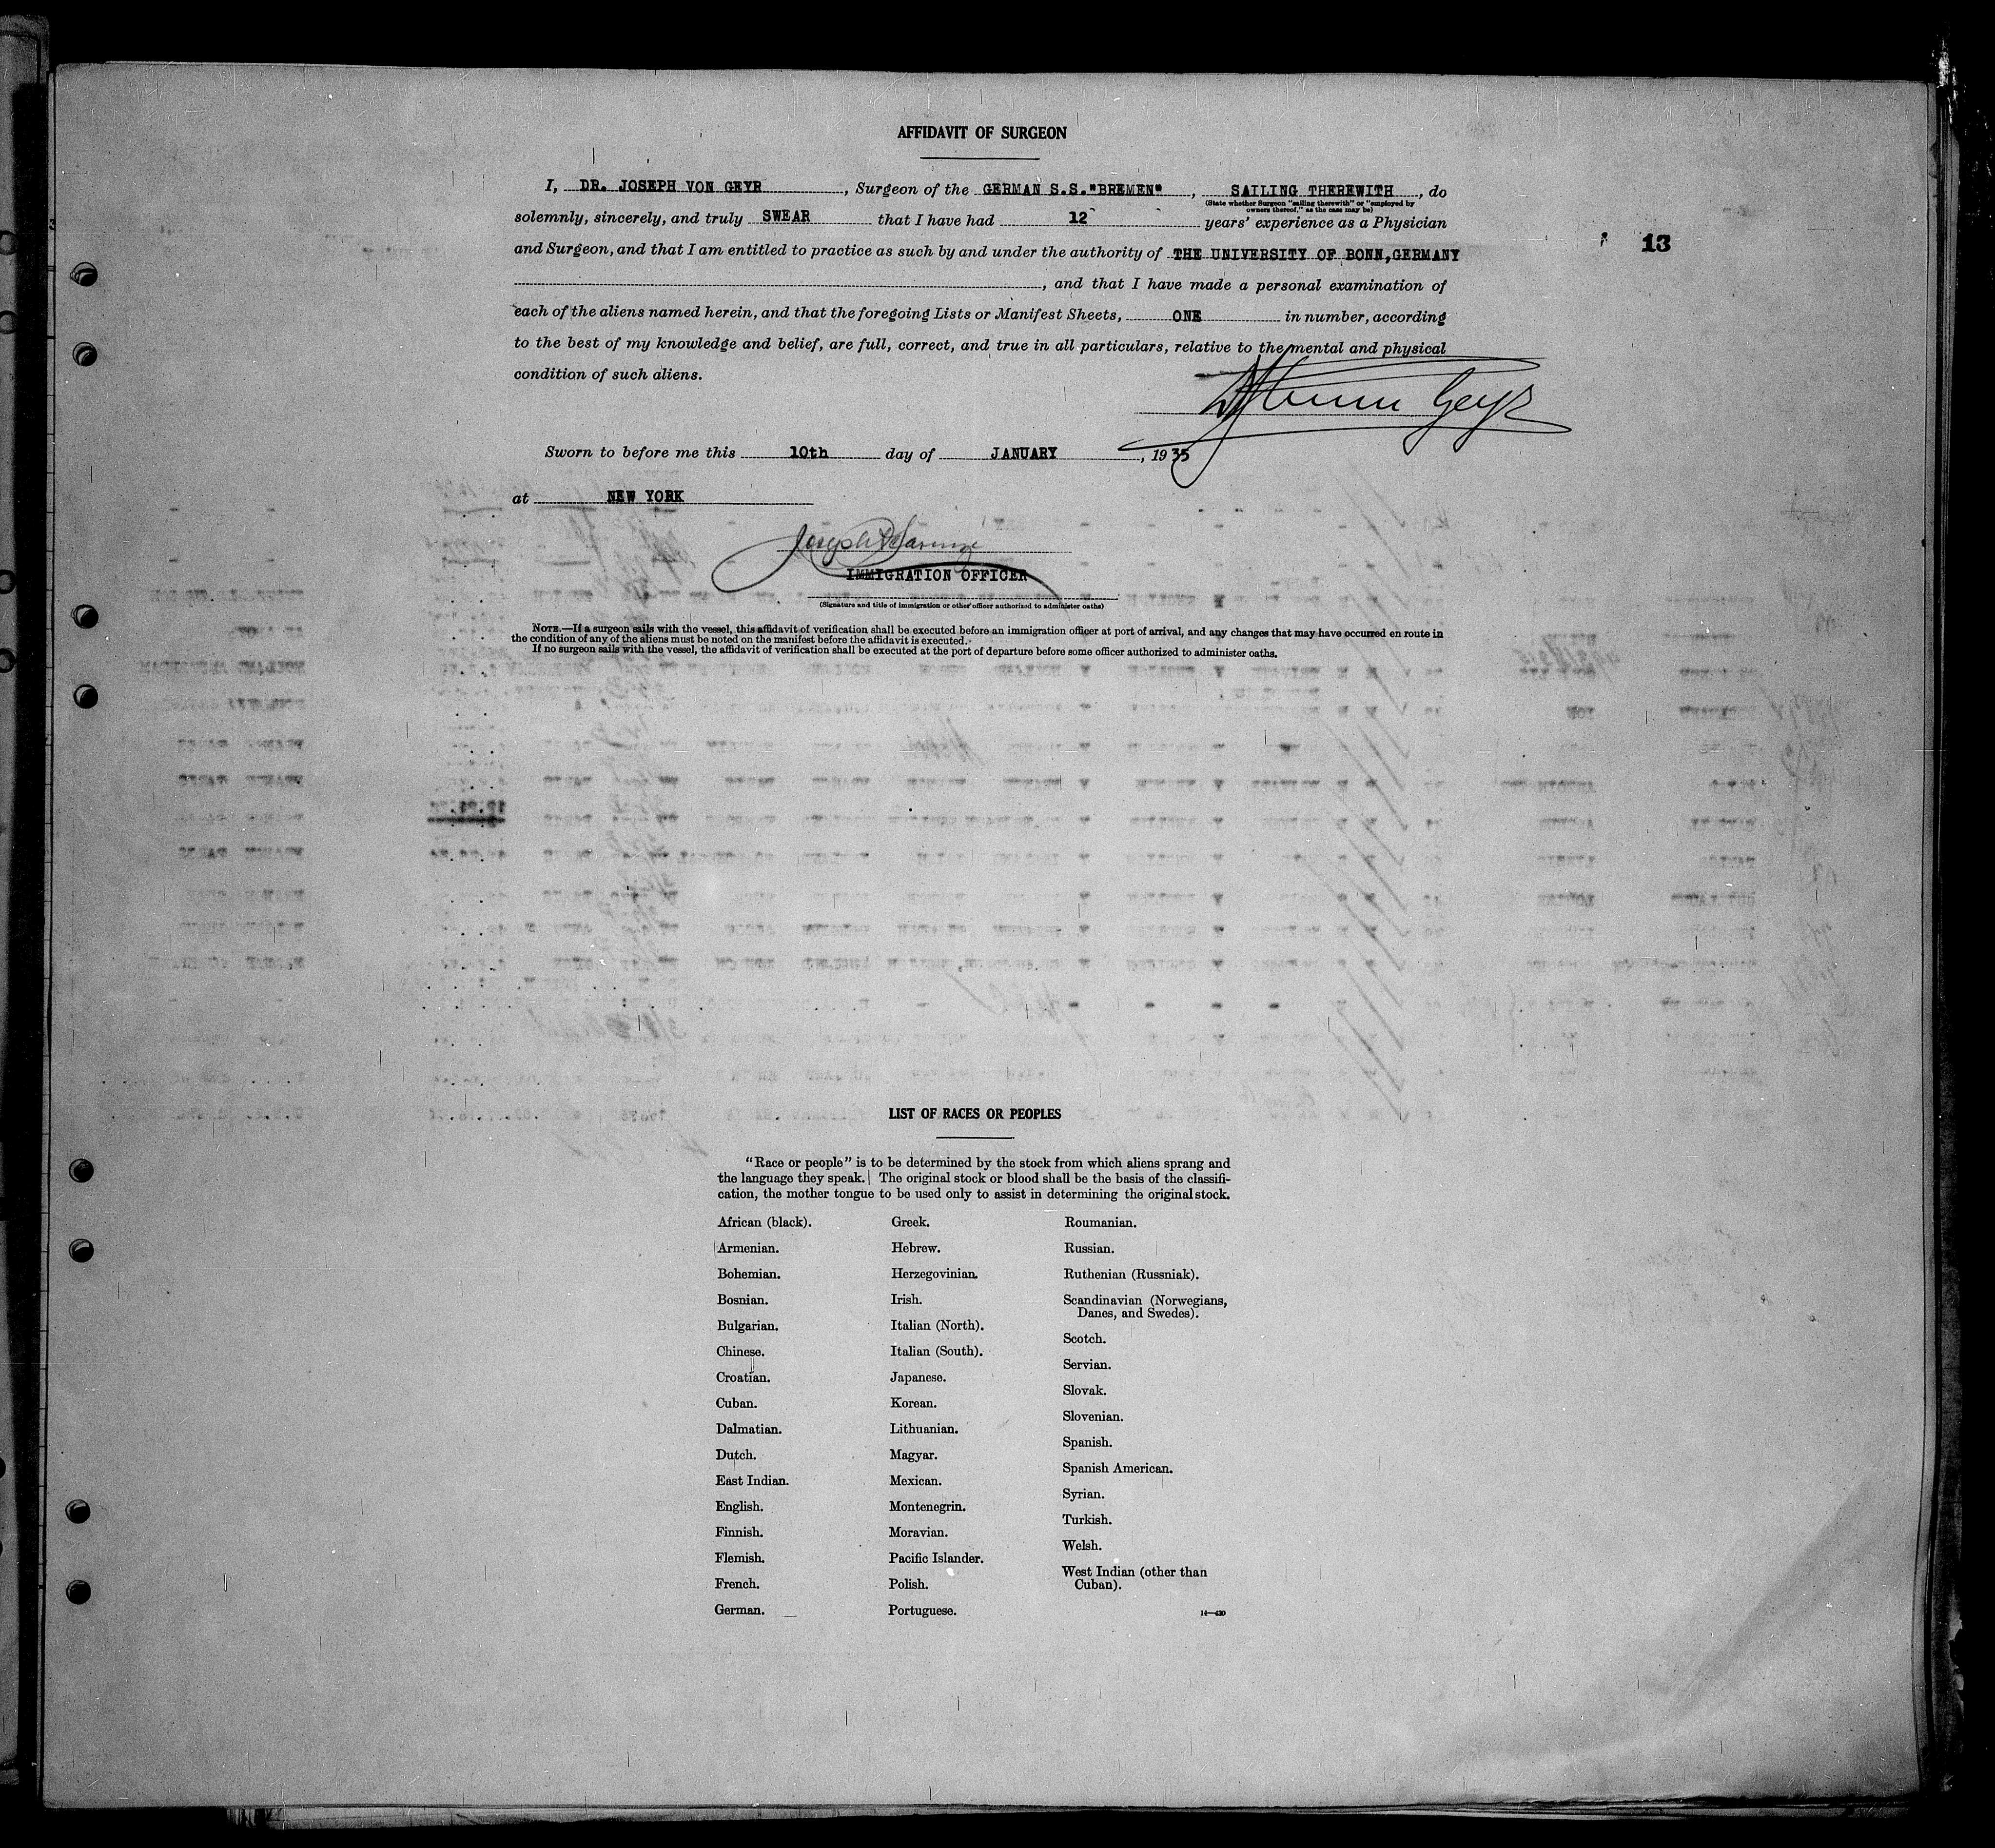 AFFIDAVIT OF SURGEON
I, DR. JOSEPH VON GEYR, Surgeon of the GERMAN S.S."BREMEN", SAILING THEREWITH, do
(State whether Surgeon "sailing therewith" or "employed by
owners thereof," as the case may be)
solemnly, sincerely, and truly SWEAR that I have had 12 years' experience as a Physician
and Surgeon, and that I am entitled to practice as such by and under the authority of THE UNIVERSITY OF BONN, GERMANY
13
, and that I have made a personal examination of
each of the aliens named herein, and that the foregoing Lists or Manifest Sheets, ONE in number, according
to the best of my knowledge and belief, are full, correct, and true in all particulars, relative to the mental and physical
condition of such aliens.
Geyr
Sworn to before me this 10th day of JANUARY, 1935
at NEW YORK
Joseph
IMMIGRATION OFFICER
(Signature and title of immigration or other officer authorized to administer oaths)
NOTE.—If a surgeon sails with the vessel, this affidavit of verification shall be executed before an immigration officer at port of arrival, and any changes that may have occurred en route in
the condition of any of the aliens must be noted on the manifest before the affidavit is executed.
If no surgeon sails with the vessel, the affidavit of verification shall be executed at the port of departure before some officer authorized to administer oaths.
LIST OF RACES OR PEOPLES
"Race or people" is to be determined by the stock from which aliens sprang and
the language they speak. The original stock or blood shall be the basis of the classifi-
cation, the mother tongue to be used only to assist in determining the original stock.
African (black).
Armenian.
Bohemian.
Bosnian.
Bulgarian.
Chinese.
Croatian.
Cuban.
Dalmatian.
Dutch.
East Indian.
English.
Finnish.
Flemish.
French.
German.
Greek.
Hebrew.
Herzegovinian.
Irish.
Italian (North).
Italian (South).
Japanese.
Korean.
Lithuanian.
Magyar.
Mexican.
Montenegrin.
Moravian.
Pacific Islander.
Polish.
Portuguese.
Roumanian.
Russian.
Ruthenian (Russniak).
Scandinavian (Norwegians,
Danes, and Swedes).
Scotch.
Servian.
Slovak.
Slovenian.
Spanish.
Spanish American.
Syrian.
Turkish.
Welsh.
West Indian (other than
Cuban).
14—430